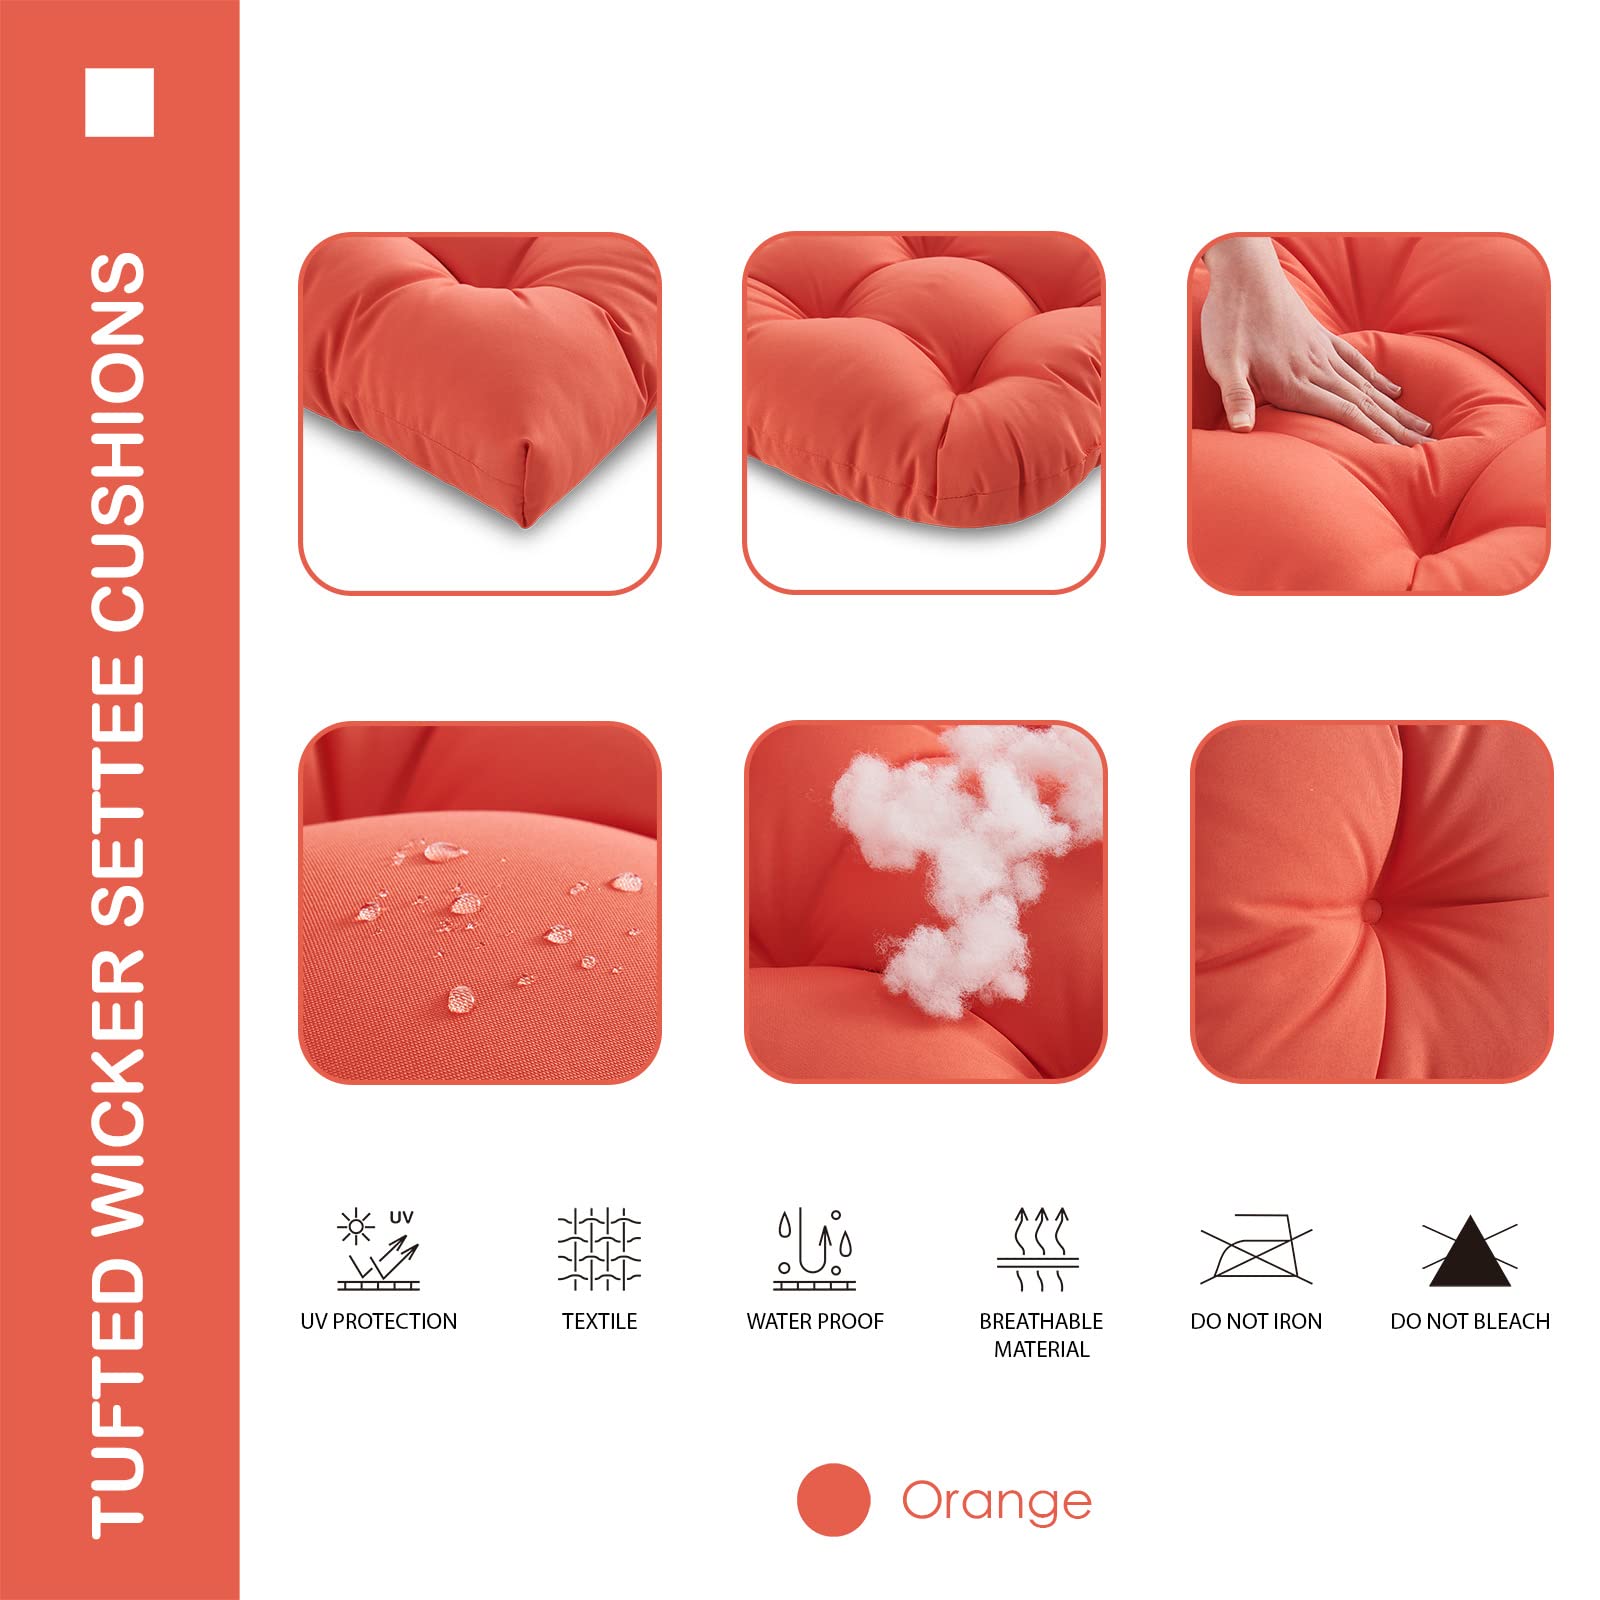 TUFTED WICKER SETTEE CUSHIONS
UV
UV PROTECTION
TEXTILE
WATER PROOF
BREATHABLE
MATERIAL
DO NOT IRON
DO NOT BLEACH
Orange